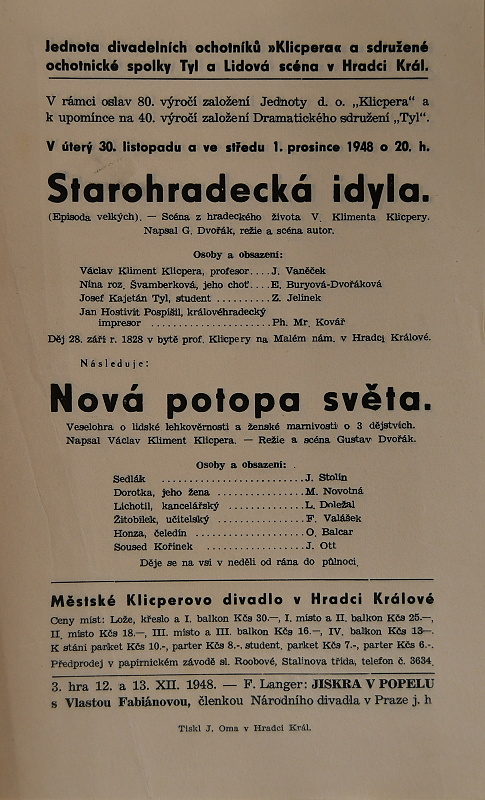 Jednota divadelních ochotníků »Klicpera« a sdružené
ochotnické spolky Tyl a Lidová scéna v Hradci Král.
V rámci oslav 80. výročí založení Jednoty d. o. „Klicpera“ a
k upomínce na 40. výročí založení Dramatického sdružení „Tyl“.
V úterý 30. listopadu a ve středu 1. prosince 1948 o 20. h.
Starohradecká idyla.
(Episoda velkých). — Scéna z hradeckého života V. Klimenta Klicpery.
Napsal G. Dvořák, režie a scéna autor.
Osoby a obsazení:
Václav Kliment Klicpera, profesor.... J. Vaněček
Nina roz. Švamberková, jeho choť.... E. Buryová-Dvořáková
Josef Kajetán Tyl, student .......... Z. Jelínek
Jan Hostivít Pospíšil, královéhradecký
impresor ...................... Ph. Mr. Kovář
Děj 28. září r. 1828 v bytě prof. Klicpery na Malém nám. v Hradci Králové.
Následuje:
Nová potopa světa.
Veselohra o lidské lehkověrnosti a ženské marnivosti o 3 dějstvích.
Napsal Václav Kliment Klicpera. — Režie a scéna Gustav Dvořák.
Osoby a obsazení:
Sedlák ......................... J. Stolín
Dorotka, jeho žena ............... M. Novotná
Lichotil, kancelářský ............. L. Doležal
Žitobílek, učitelský ............... F. Valášek
Honza, čeledín .................. O. Balcar
Soused Kořínek ................. J. Ott
Děje se na vsi v neděli od rána do půlnoci.
Městské Klicperovo divadlo v Hradci Králové
Ceny míst: Lože, křeslo a I. balkon Kčs 30.—, I. místo a II. balkon Kčs 25.—,
II. místo Kčs 18.—, III. místo a III. balkon Kčs 16.—, IV. balkon Kčs 13—.
K stání parket Kčs 10.-, parter Kčs 8.-. student, parket Kčs 7.-, parter Kčs 6.-.
Předprodej v papírnickém závodě sl. Roobové, Stalinova třída, telefon č. 3634.
3. hra 12. a 13. XII. 1948. — F. Langer: JISKRA V POPELU
s Vlastou Fabiánovou, členkou Národního divadla v Praze j. h
Tiskl J. Oma v Hradci Král.